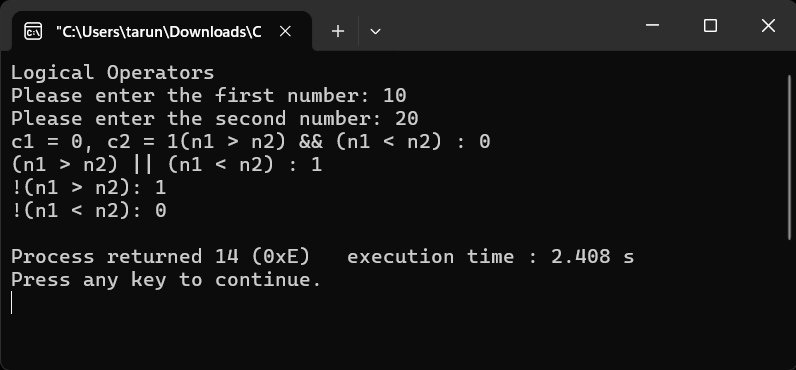 "C:\Users\tarun\Downloads\C
Logical Operators
Please enter the first number: 10
Please enter the second number: 20
c1 = 0, c2 = 1(n1 > n2) && (n1 < n2) : 0
(n1 > n2) || (n1 < n2) : 1
!(n1 > n2): 1
!(n1 < n2): 0
Process returned 14 (0xE)   execution time : 2.408 s
Press any key to continue.